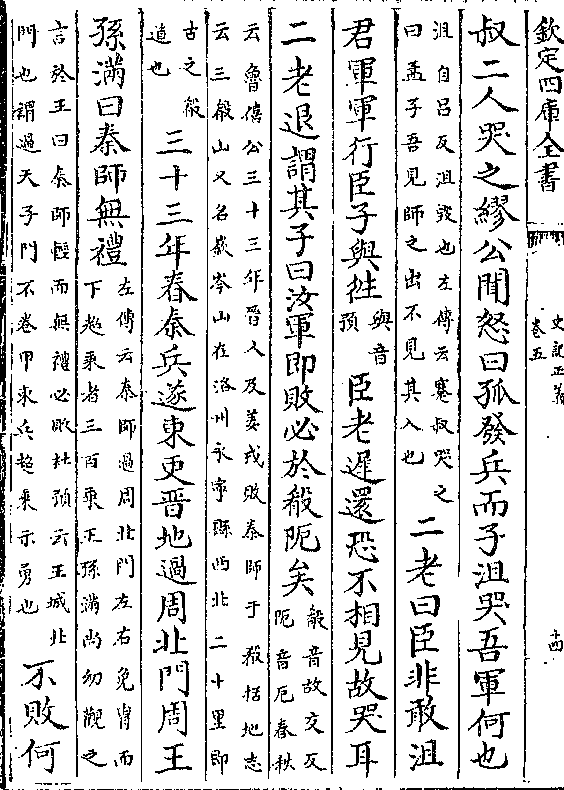 欽定四庫全書
史記正義
卷五
十四
叔二人哭之繆公聞怒曰孤發兵而子沮哭吾軍何也
沮自呂反沮毀也左傳云蹇叔哭之
曰孟子吾見師之出不見其入也
二老曰臣非敢沮
君軍軍行臣子與徃
與音
預
臣老遲還恐不相見故哭耳
二老退謂其子曰汝軍即敗必於殽阨矣
殽音故交反
阨音厄春秋
云魯僖公三十三年晉人及姜戎敗秦師于殽括地志
云三殽山又名嶔岑山在洛州永寧縣西北二十里即
古之殽
道也
三十三年春秦兵遂東更晉地過周北門周王
孫滿曰秦師無禮
左傳云秦師過周北門左右免胄而
下超乘者三百乘王孫滿尚幼觀之
言於王曰秦師輕而無禮必敗杜預云王城北
門也謂過天子門不卷甲束兵超乘示勇也
不敗何